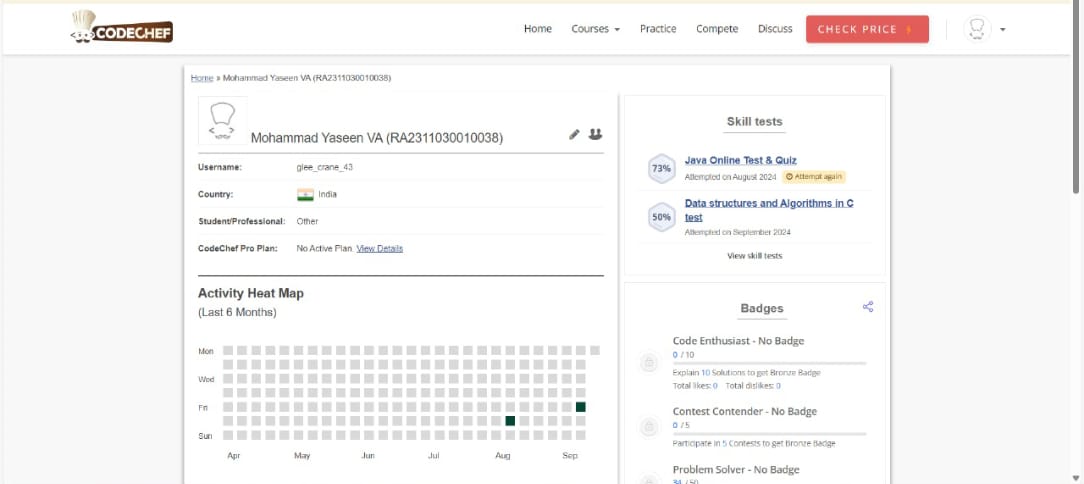 CODECHEF
Home Courses Practice Compete Discuss CHECK PRICE
Home » Mohammad Yaseen VA (RA2311030010038)
Mohammad Yaseen VA (RA2311030010038)
Username: glee_crane_43
Country: India
Student/Professional: Other
CodeChef Pro Plan: No Active Plan. View Details
Activity Heat Map
(Last 6 Months)
Mon
Wed
Fri
Sun
Apr May Jun Jul Aug Sep
Skill tests
73% Java Online Test & Quiz
Attempted on August 2024 Attempt again
50% Data structures and Algorithms in C
test
Attempted on September 2024
View skill tests
Badges
Code Enthusiast - No Badge
0 / 10
Explain 10 Solutions to get Bronze Badge
Total likes: 0 Total dislikes: 0
Contest Contender - No Badge
0 / 5
Participate in 5 Contests to get Bronze Badge
Problem Solver - No Badge
34 / 50